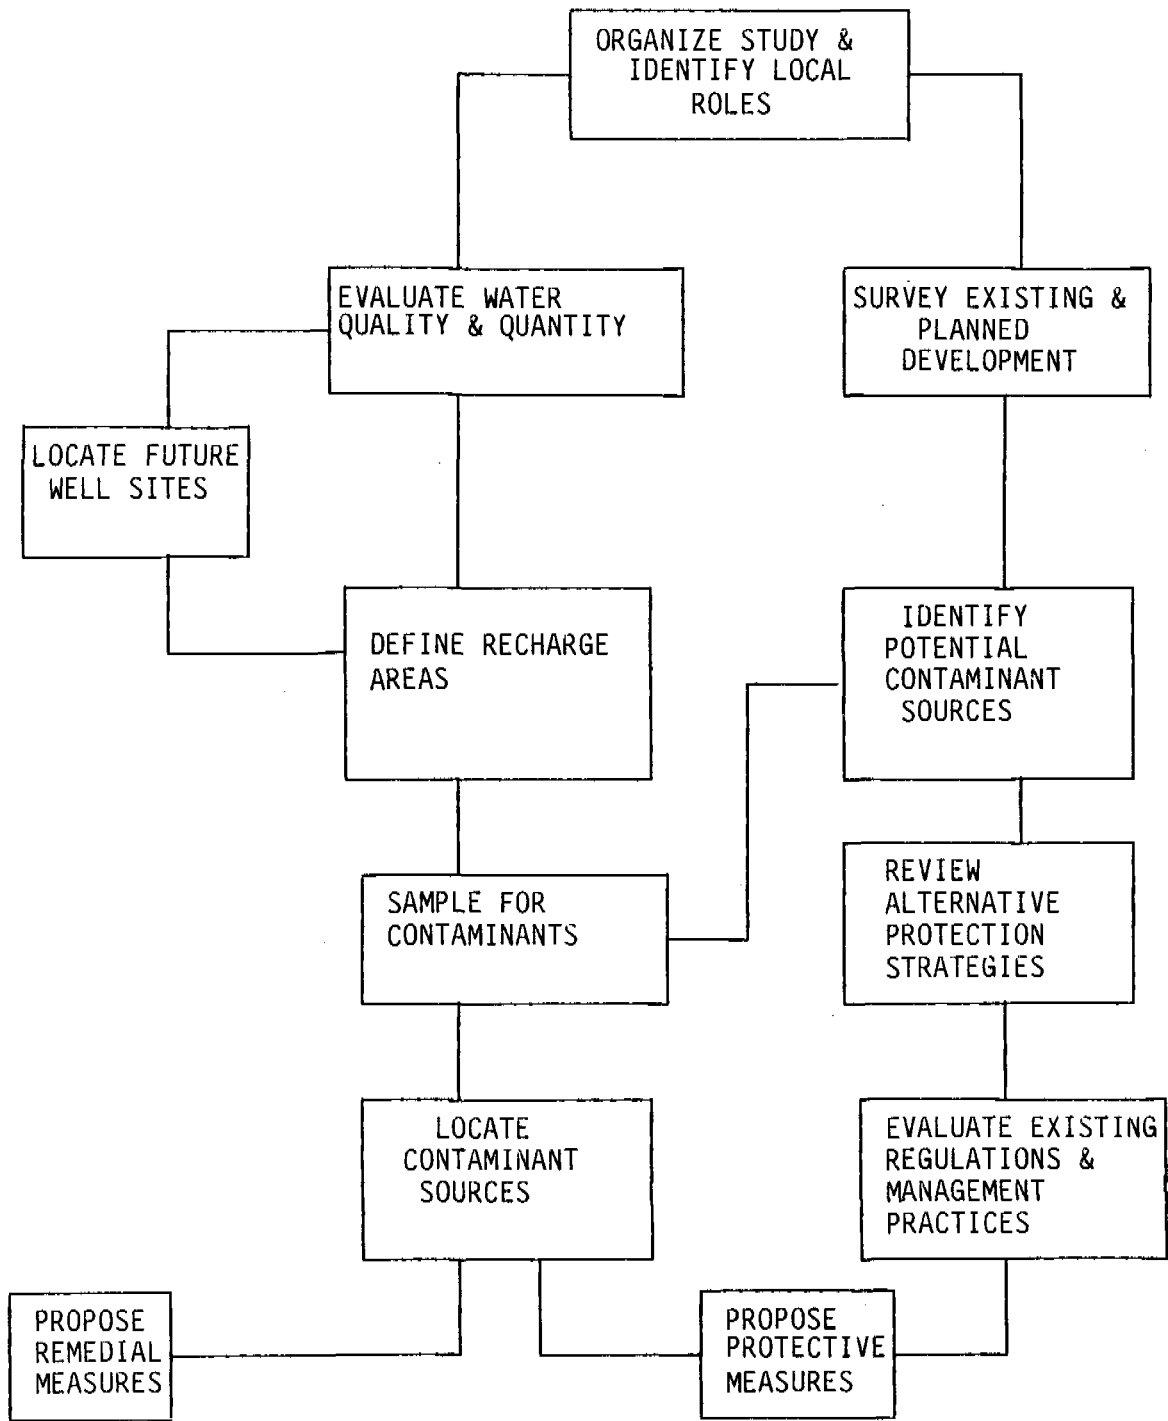 ORGANIZE STUDY &
IDENTIFY LOCAL
ROLES
EVALUATE WATER
QUALITY & QUANTITY
SURVEY EXISTING &
PLANNED
DEVELOPMENT
LOCATE FUTURE
WELL SITES
DEFINE RECHARGE
AREAS
IDENTIFY
POTENTIAL
CONTAMINANT
SOURCES
SAMPLE FOR
CONTAMINANTS
REVIEW
ALTERNATIVE
PROTECTION
STRATEGIES
LOCATE
CONTAMINANT
SOURCES
EVALUATE EXISTING
REGULATIONS &
MANAGEMENT
PRACTICES
PROPOSE
REMEDIAL
MEASURES
PROPOSE
PROTECTIVE
MEASURES